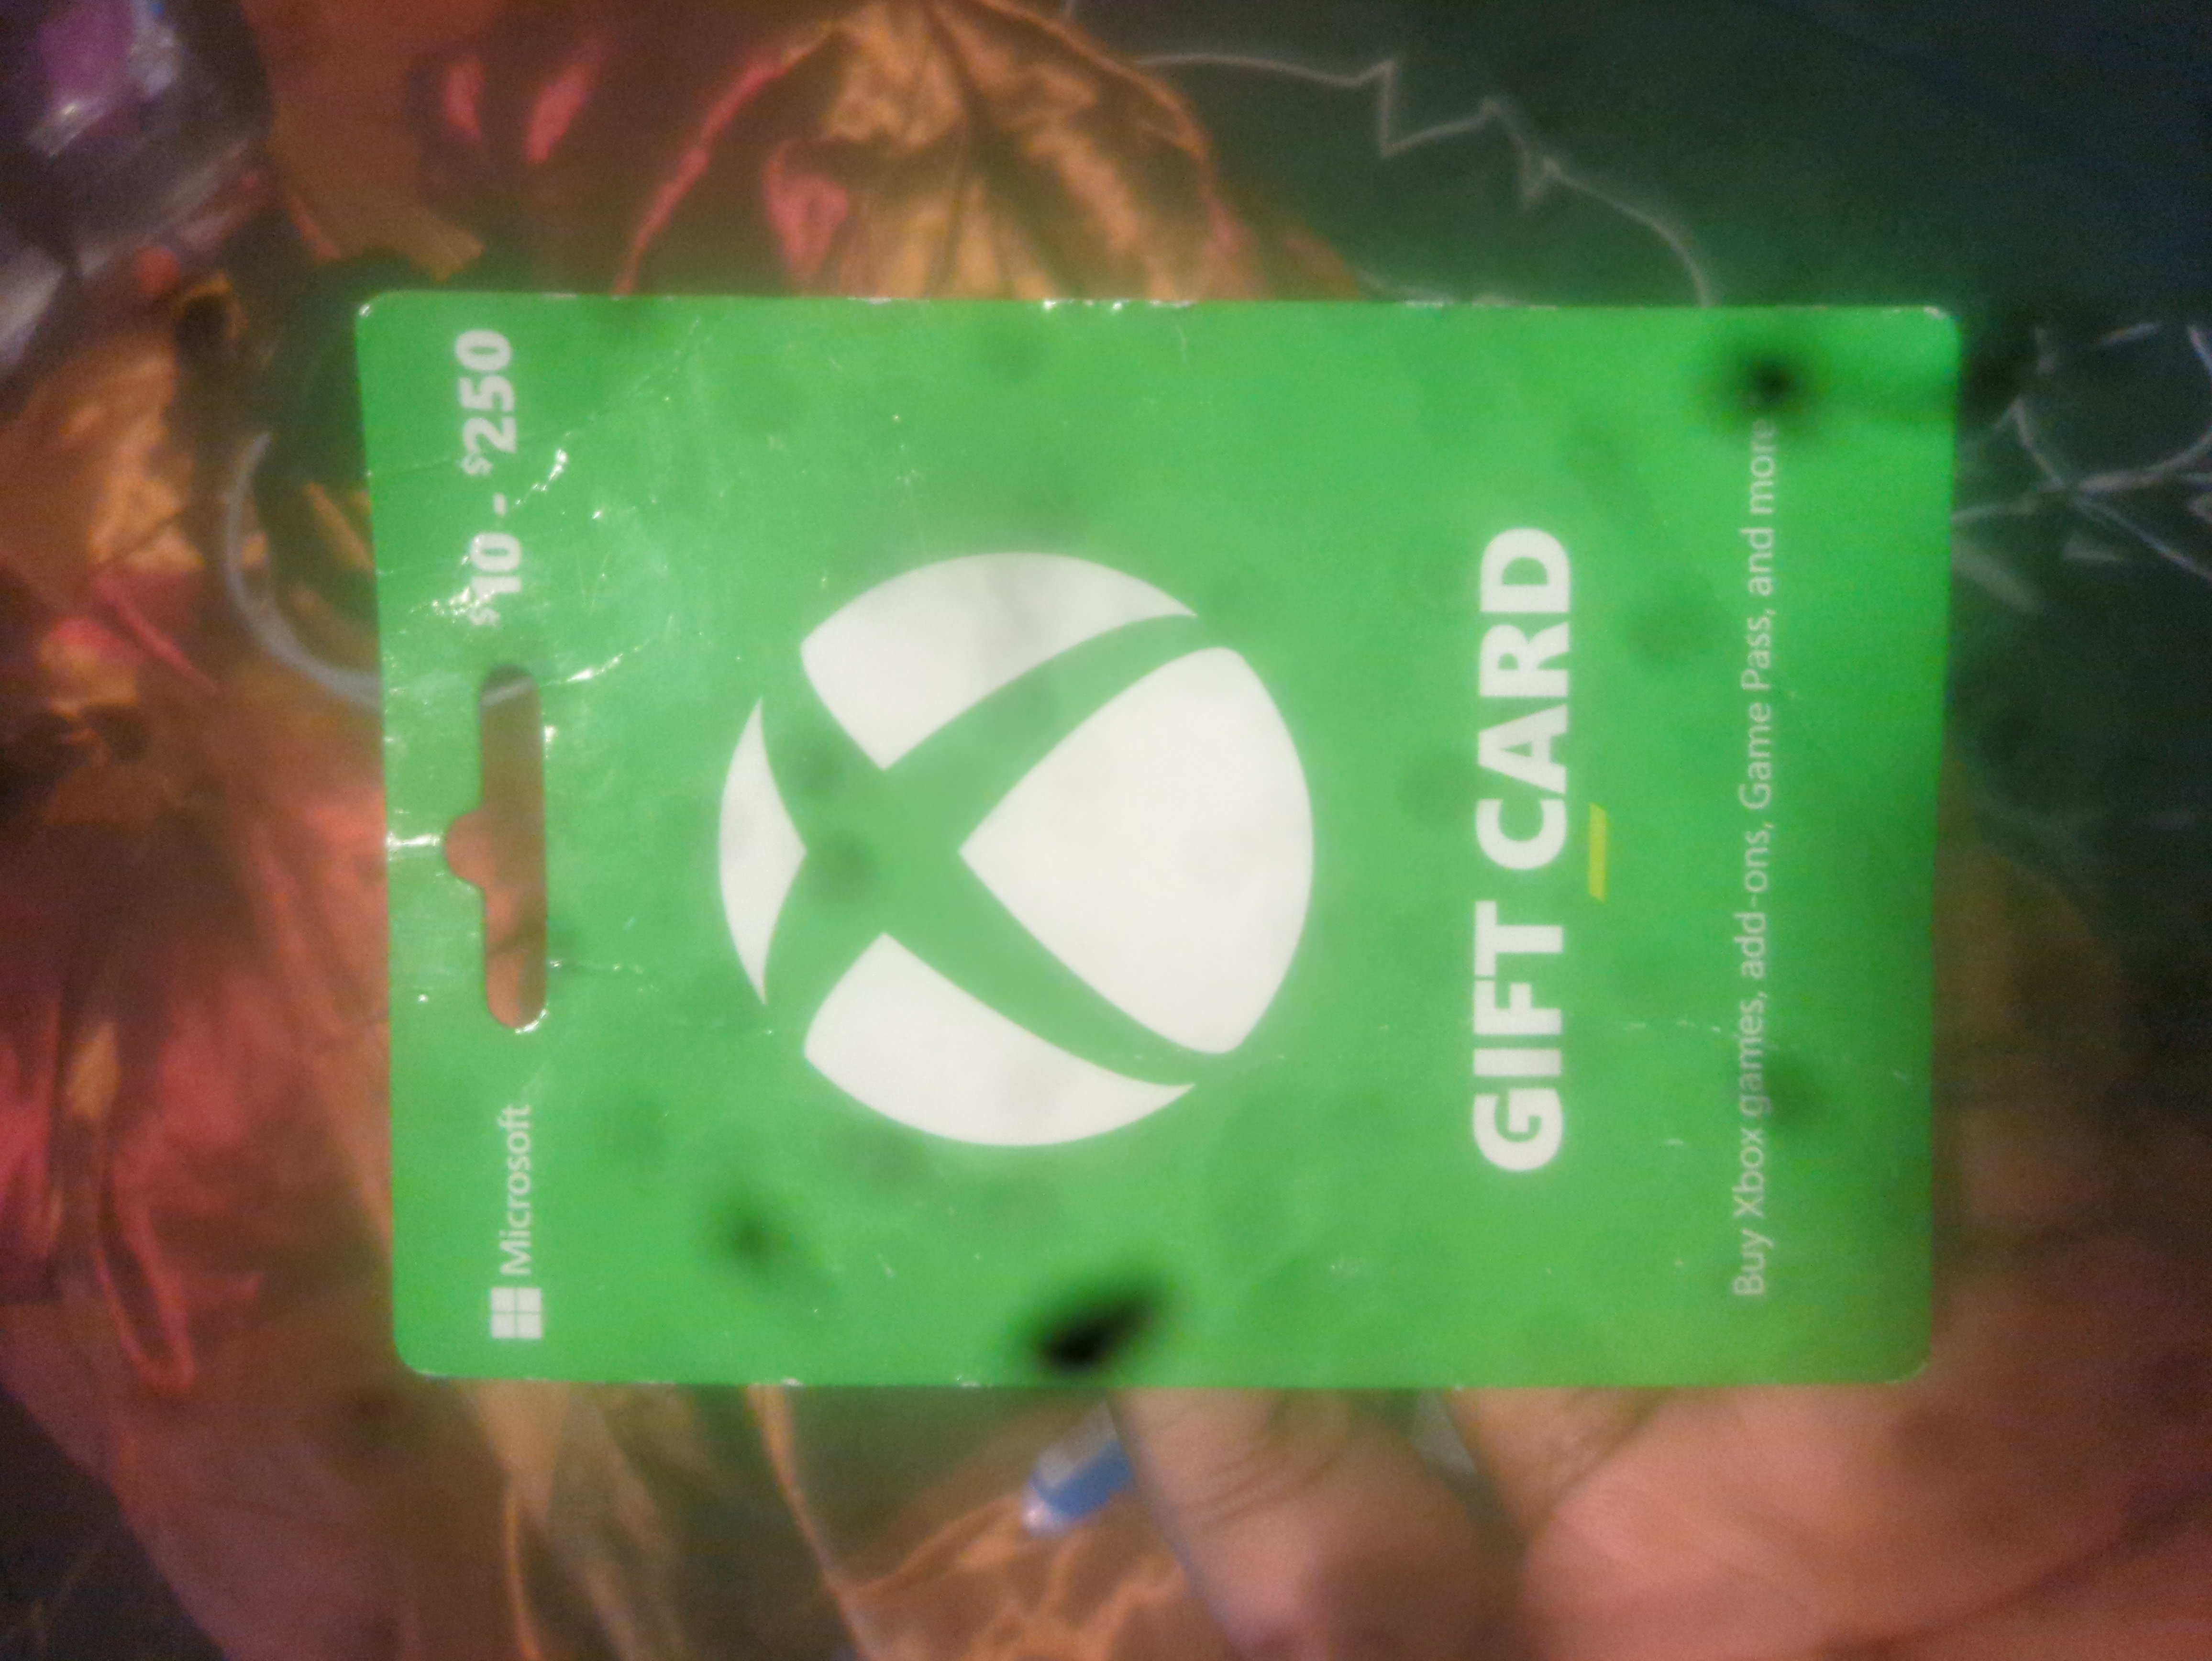 Microsoft
$10 - $250
GIFT CARD
Buy Xbox games, add-ons, Game Pass, and more